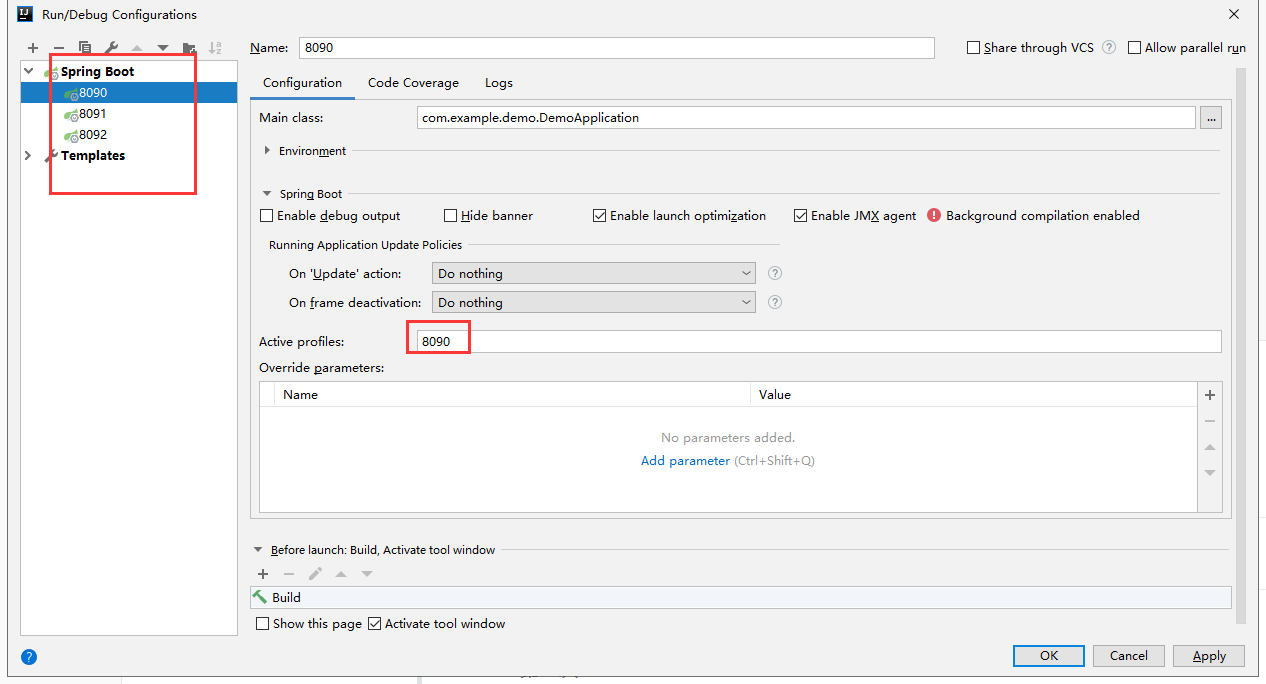 Run/Debug Configurations
Name: 8090
Share through VCS
Allow parallel run
Spring Boot
8090
8091
8092
Templates
Configuration Code Coverage Logs
Main class: com.example.demo.DemoApplication ...
Environment
Spring Boot
Enable debug output Hide banner Enable launch optimization Enable JMX agent Background compilation enabled
Running Application Update Policies
On 'Update' action: Do nothing ?
On frame deactivation: Do nothing ?
Active profiles: 8090
Override parameters:
Name Value
No parameters added.
Add parameter (Ctrl+Shift+Q)
Before launch: Build, Activate tool window
Build
Show this page Activate tool window
OK Cancel Apply